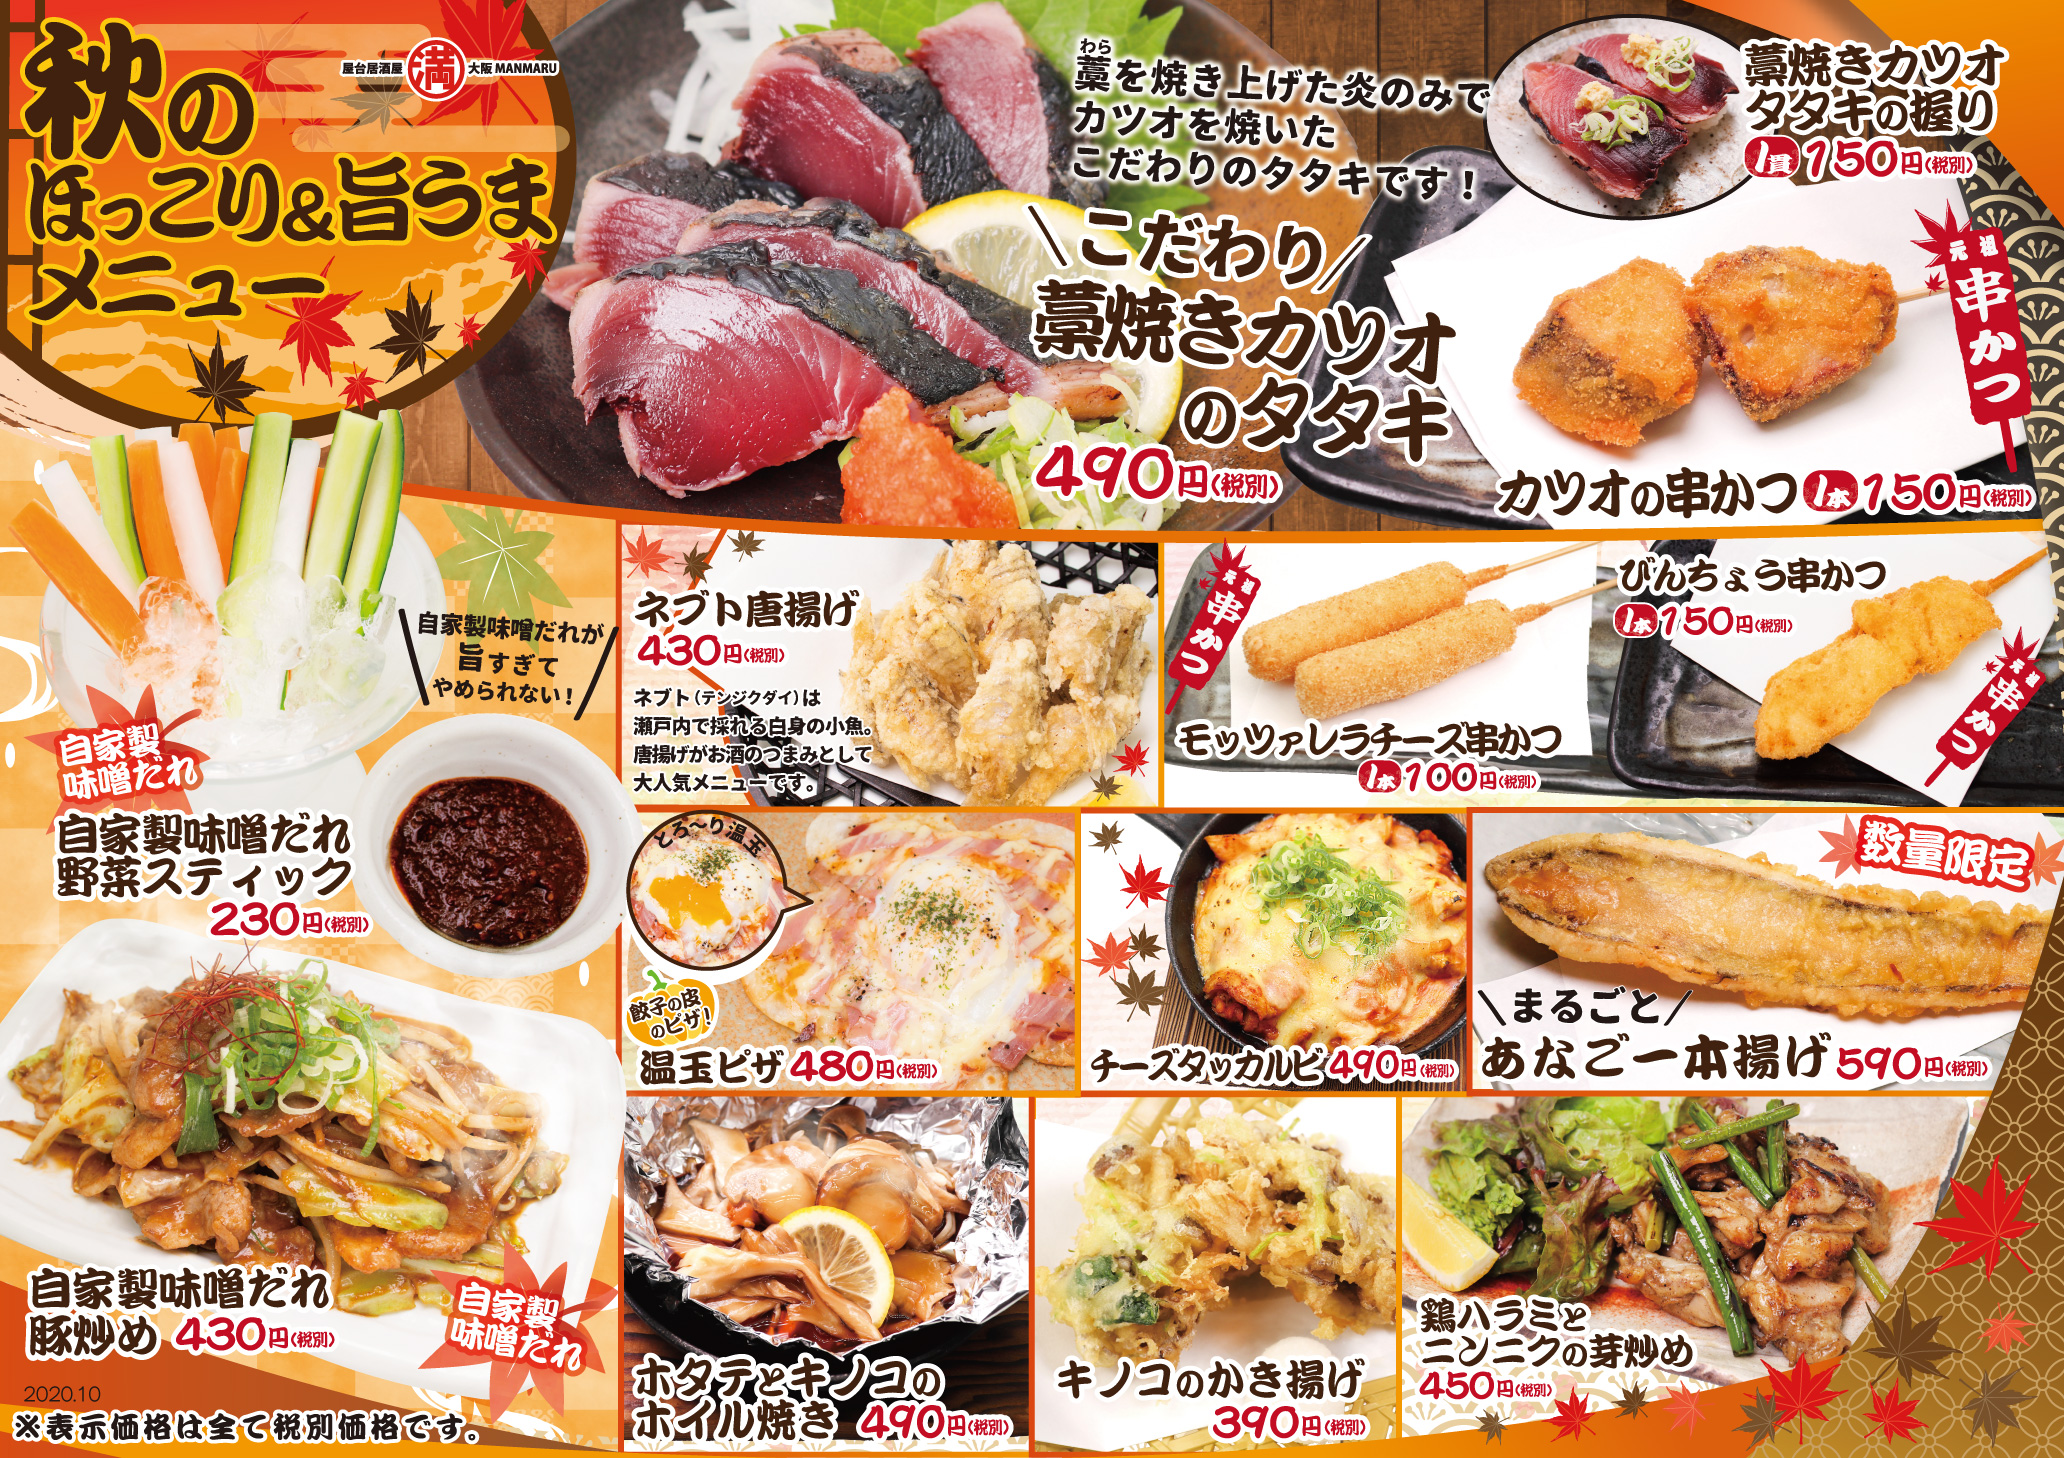 秋の
ほっこり&旨うま
メニュー
屋台居酒屋 満 大阪 MANMARU
わら
藁を焼き上げた炎のみで
カツオを焼いた
こだわりのタタキです！
こだわり
藁焼きカツオ
のタタキ
490円(税別)
藁焼きカツオ
タタキの握り
1貫 150円(税別)
元祖
串かつ
カツオの串かつ 1本 150円(税別)
自家製味噌だれが
旨すぎて
やめられない！
自家製
味噌だれ
自家製味噌だれ
野菜スティック
230円(税別)
ネブト唐揚げ
430円(税別)
ネブト（テンジクダイ）は
瀬戸内で採れる白身の小魚。
唐揚げがお酒のつまみとして
大人気メニューです。
元祖
串かつ
モッツァレラチーズ串かつ
1本 100円(税別)
びんちょう串かつ
1本 150円(税別)
元祖
串かつ
とろ〜り温玉
餃子の皮
のピザ！
温玉ピザ 480円(税別)
チーズタッカルビ 490円(税別)
数量限定
まるごと
あなご一本揚げ 590円(税別)
自家製味噌だれ
豚炒め 430円(税別)
自家製
味噌だれ
ホタテとキノコの
ホイル焼き 490円(税別)
キノコのかき揚げ
390円(税別)
鶏ハラミと
ニンニクの芽炒め
450円(税別)
2020.10
※表示価格は全て税別価格です。